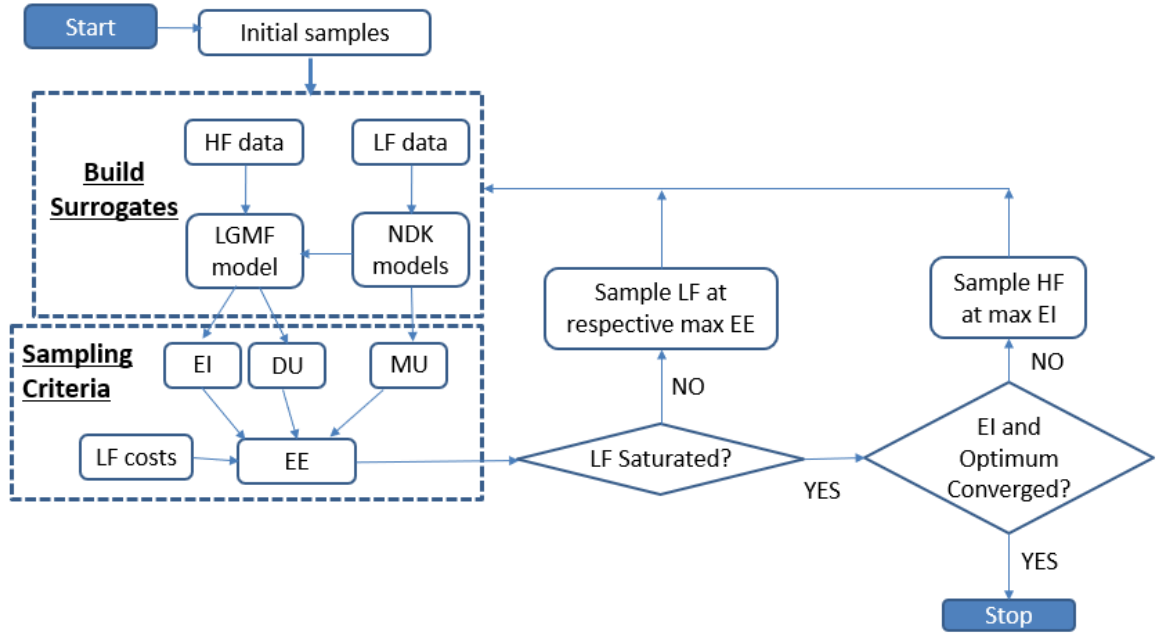 Start
Initial samples
Build
Surrogates
HF data
LF data
LGMF
model
NDK
models
Sampling
Criteria
EI
DU
MU
LF costs
EE
Sample LF at
respective max EE
NO
LF Saturated?
YES
Sample HF
at max EI
NO
EI and
Optimum
Converged?
YES
Stop